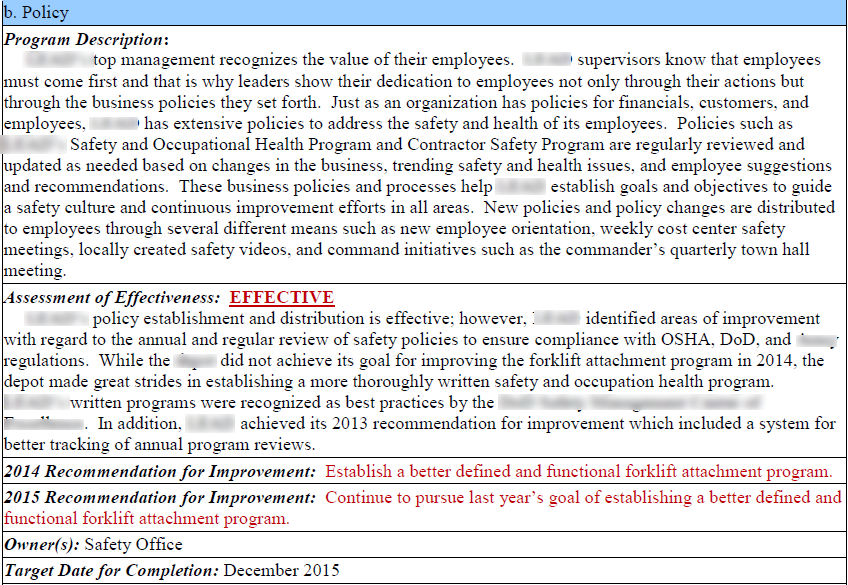 b. Policy
Program Description:
top management recognizes the value of their employees. supervisors know that employees
must come first and that is why leaders show their dedication to employees not only through their actions but
through the business policies they set forth. Just as an organization has policies for financials, customers, and
employees, has extensive policies to address the safety and health of its employees. Policies such as
Safety and Occupational Health Program and Contractor Safety Program are regularly reviewed and
updated as needed based on changes in the business, trending safety and health issues, and employee suggestions
and recommendations. These business policies and processes help establish goals and objectives to guide
a safety culture and continuous improvement efforts in all areas. New policies and policy changes are distributed
to employees through several different means such as new employee orientation, weekly cost center safety
meetings, locally created safety videos, and command initiatives such as the commander's quarterly town hall
meeting.
Assessment of Effectiveness: EFFECTIVE
policy establishment and distribution is effective; however, identified areas of improvement
with regard to the annual and regular review of safety policies to ensure compliance with OSHA, DoD, and
regulations. While the did not achieve its goal for improving the forklift attachment program in 2014, the
depot made great strides in establishing a more thoroughly written safety and occupation health program.
written programs were recognized as best practices by the
. In addition, achieved its 2013 recommendation for improvement which included a system for
better tracking of annual program reviews.
2014 Recommendation for Improvement: Establish a better defined and functional forklift attachment program.
2015 Recommendation for Improvement: Continue to pursue last year's goal of establishing a better defined and
functional forklift attachment program.
Owner(s): Safety Office
Target Date for Completion: December 2015